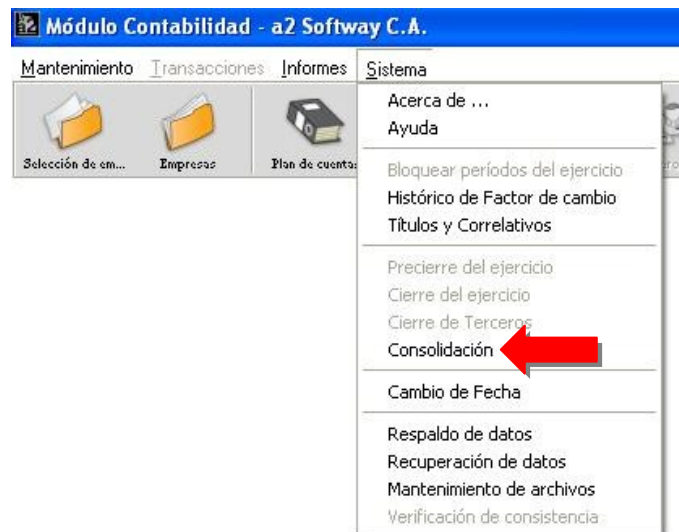 Módulo Contabilidad - a2 Softway C.A.
Mantenimiento Transacciones Informes Sistema
Selección de em... Empresas Plan de cuenta
Acerca de ...
Ayuda
Bloquear períodos del ejercicio
Histórico de Factor de cambio
Títulos y Correlativos
Precierre del ejercicio
Cierre del ejercicio
Cierre de Terceros
Consolidación
Cambio de Fecha
Respaldo de datos
Recuperación de datos
Mantenimiento de archivos
Verificación de consistencia